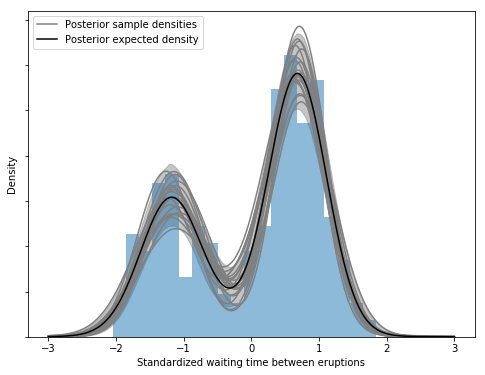 Posterior sample densities
Posterior expected density
Density
−3 −2 −1 0 1 2 3
Standardized waiting time between eruptions